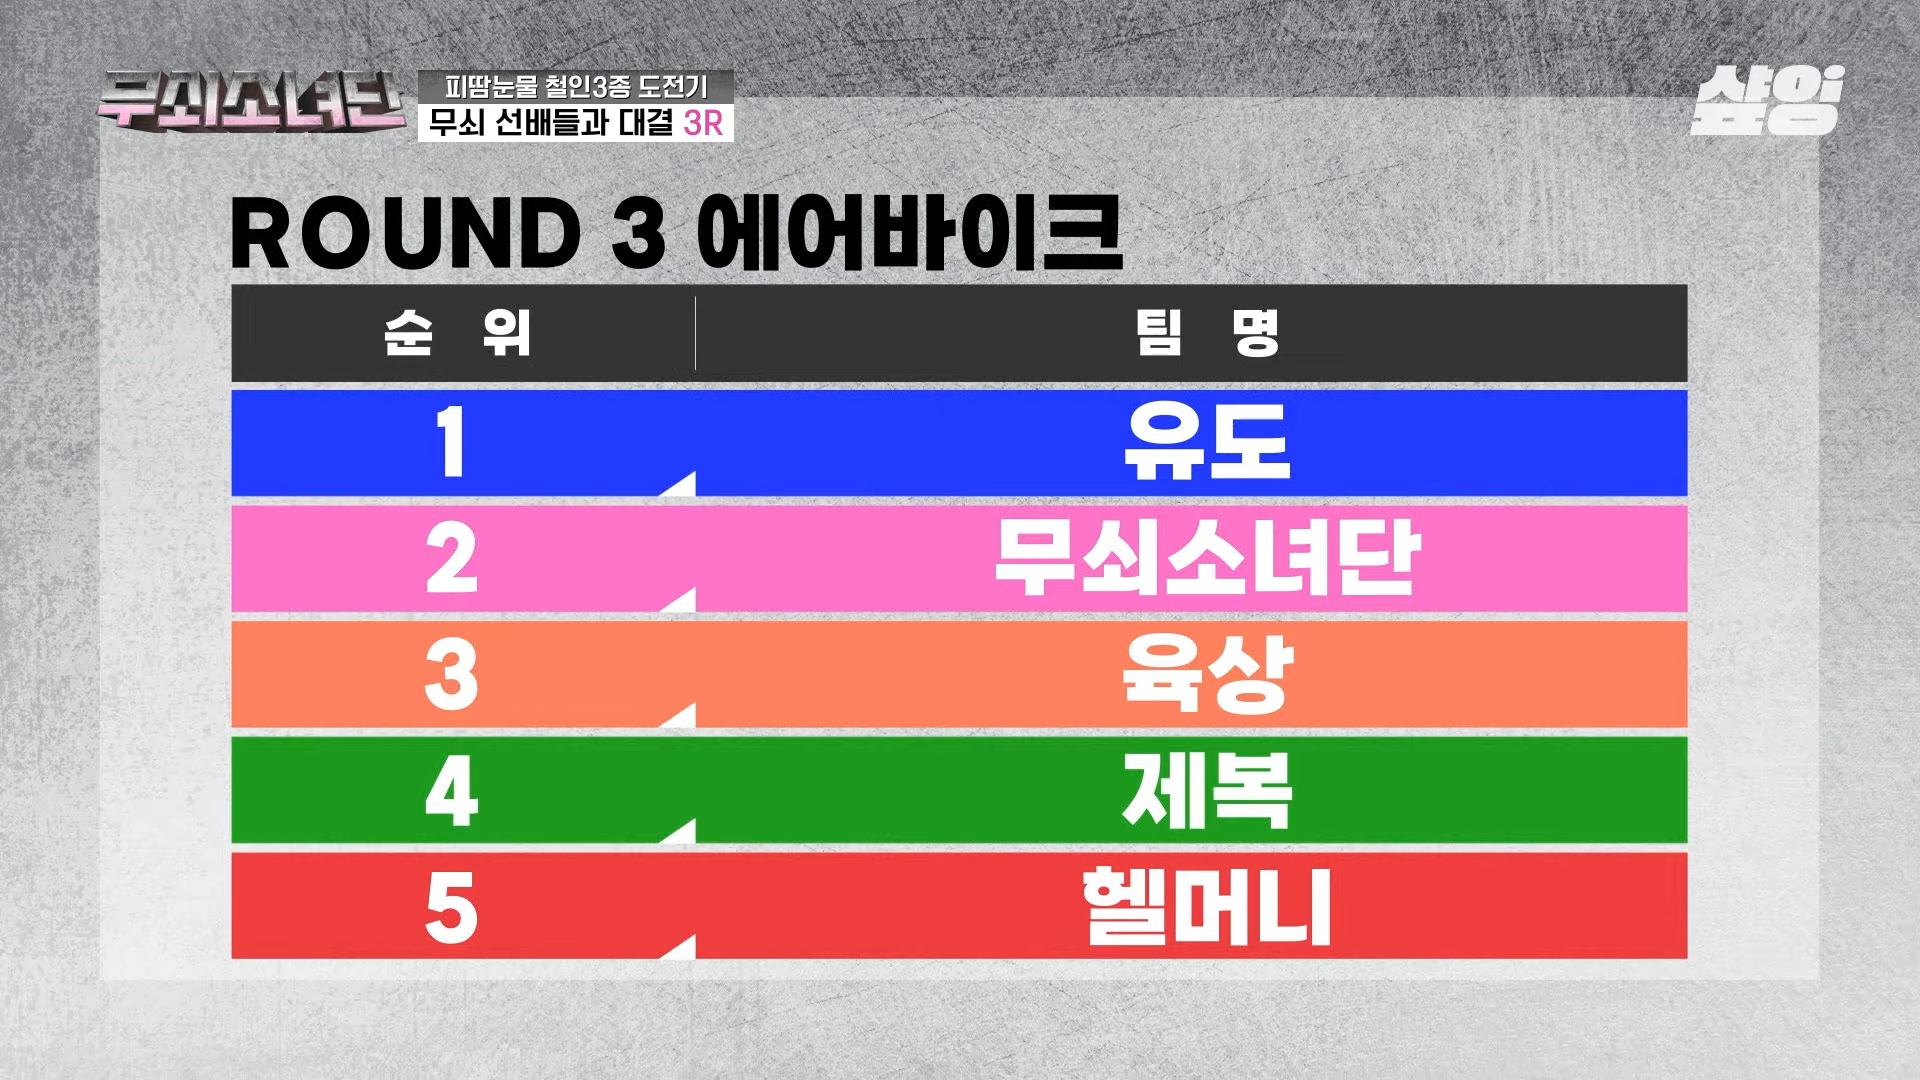 무쇠소녀단
피땀눈물 철인3종 도전기
무쇠 선배들과 대결 3R
샾잉
ROUND 3 에어바이크
순 위 팀 명
1 유도
2 무쇠소녀단
3 육상
4 제복
5 헬머니